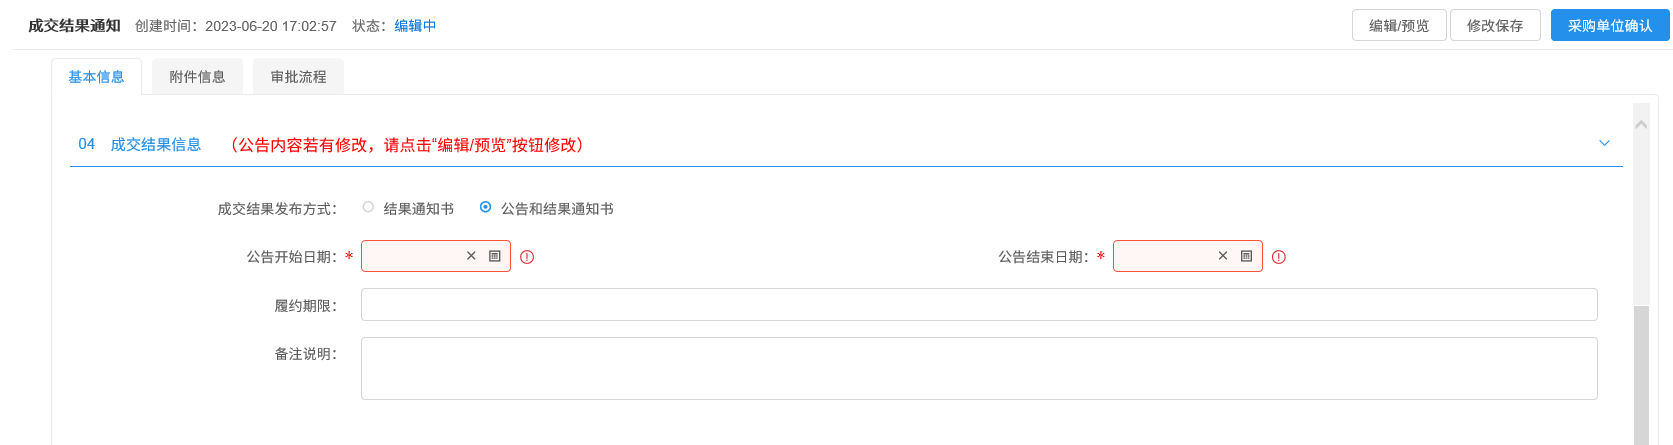 成交结果通知 创建时间：2023-06-20 17:02:57 状态：编辑中 编辑/预览 修改保存 采购单位确认
基本信息 附件信息 审批流程
04 成交结果信息 （公告内容若有修改，请点击“编辑/预览”按钮修改）
成交结果发布方式： 结果通知书 公告和结果通知书
公告开始日期：* 公告结束日期：*
履约期限：
备注说明：